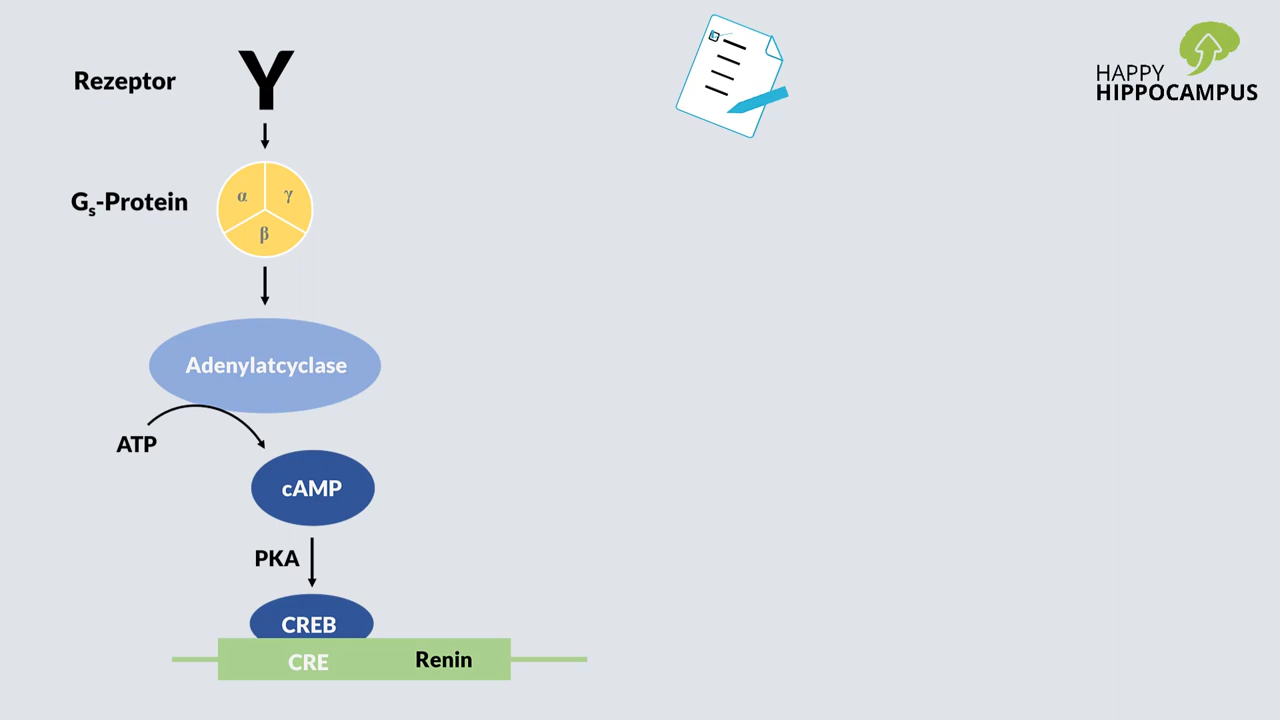 Rezeptor
Y
HAPPY
HIPPOCAMPUS
Gs-Protein
α
γ
β
Adenylatcyclase
ATP
cAMP
PKA
CREB
CRE
Renin